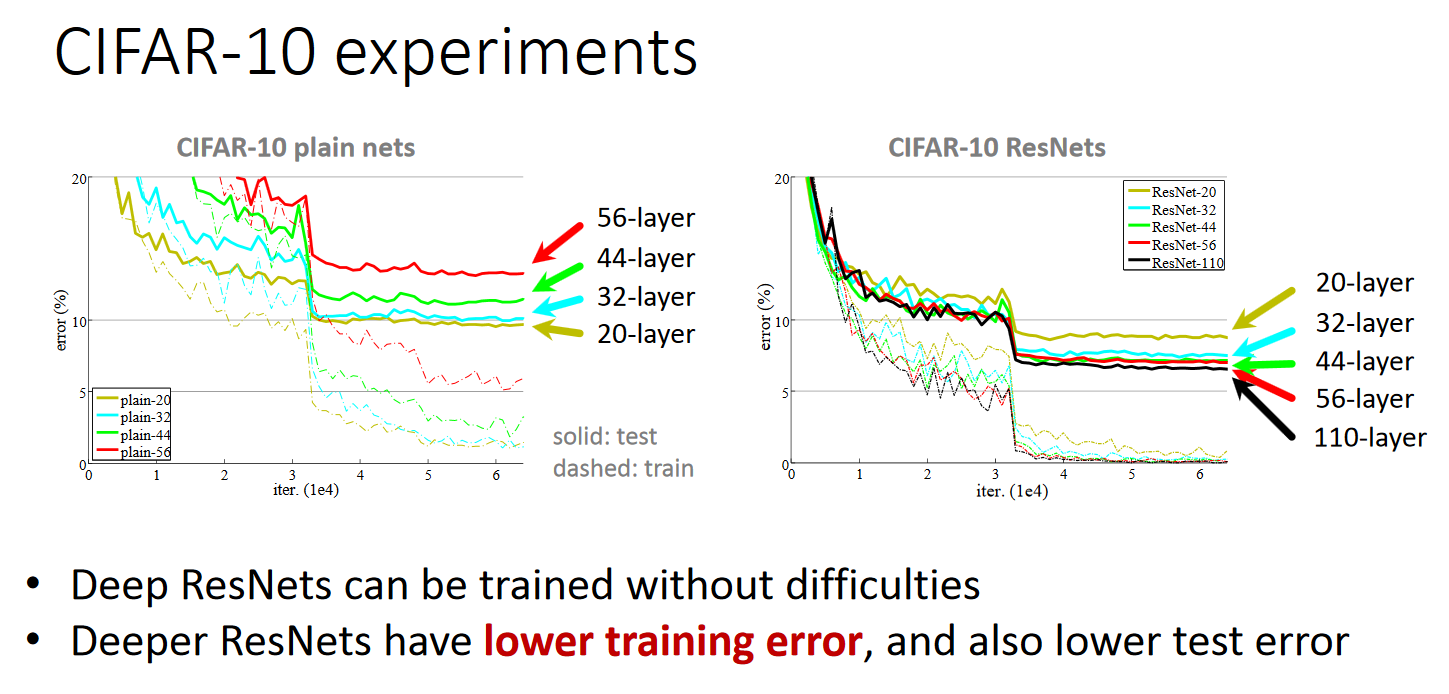 CIFAR-10 experiments
CIFAR-10 plain nets
20
10
5
0
error (%)
plain-20
plain-32
plain-44
plain-56
0 1 2 3 4 5 6
iter. (1e4)
56-layer
44-layer
32-layer
20-layer
solid: test
dashed: train
CIFAR-10 ResNets
20
10
5
0
error (%)
ResNet-20
ResNet-32
ResNet-44
ResNet-56
ResNet-110
0 1 2 3 4 5 6
iter. (1e4)
20-layer
32-layer
44-layer
56-layer
110-layer
• Deep ResNets can be trained without difficulties
• Deeper ResNets have lower training error, and also lower test error